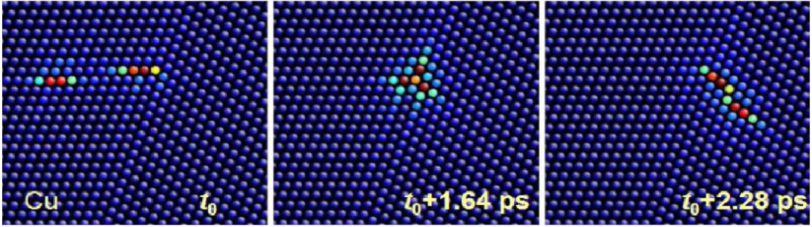 Cu
t₀
t₀+1.64 ps
t₀+2.28 ps